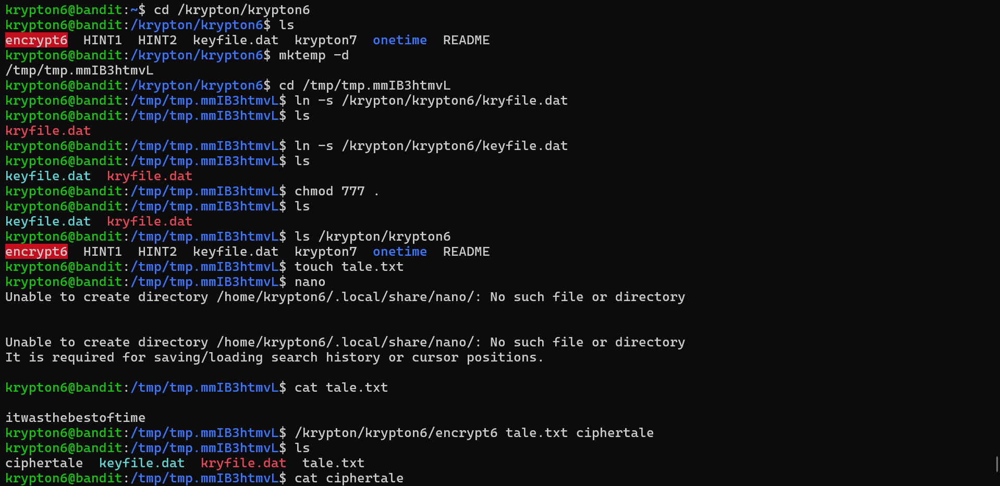 krypton6@bandit:~$ cd /krypton/krypton6
krypton6@bandit:/krypton/krypton6$ ls
encrypt6  HINT1  HINT2  keyfile.dat  krypton7  onetime  README
krypton6@bandit:/krypton/krypton6$ mktemp -d
/tmp/tmp.mmIB3htmvL
krypton6@bandit:/krypton/krypton6$ cd /tmp/tmp.mmIB3htmvL
krypton6@bandit:/tmp/tmp.mmIB3htmvL$ ln -s /krypton/krypton6/kryfile.dat
krypton6@bandit:/tmp/tmp.mmIB3htmvL$ ls
kryfile.dat
krypton6@bandit:/tmp/tmp.mmIB3htmvL$ ln -s /krypton/krypton6/keyfile.dat
krypton6@bandit:/tmp/tmp.mmIB3htmvL$ ls
keyfile.dat  kryfile.dat
krypton6@bandit:/tmp/tmp.mmIB3htmvL$ chmod 777 .
krypton6@bandit:/tmp/tmp.mmIB3htmvL$ ls
keyfile.dat  kryfile.dat
krypton6@bandit:/tmp/tmp.mmIB3htmvL$ ls /krypton/krypton6
encrypt6  HINT1  HINT2  keyfile.dat  krypton7  onetime  README
krypton6@bandit:/tmp/tmp.mmIB3htmvL$ touch tale.txt
krypton6@bandit:/tmp/tmp.mmIB3htmvL$ nano
Unable to create directory /home/krypton6/.local/share/nano/: No such file or directory
Unable to create directory /home/krypton6/.local/share/nano/: No such file or directory
It is required for saving/loading search history or cursor positions.
krypton6@bandit:/tmp/tmp.mmIB3htmvL$ cat tale.txt
itwasthebestoftime
krypton6@bandit:/tmp/tmp.mmIB3htmvL$ /krypton/krypton6/encrypt6 tale.txt ciphertale
krypton6@bandit:/tmp/tmp.mmIB3htmvL$ ls
ciphertale  keyfile.dat  kryfile.dat  tale.txt
krypton6@bandit:/tmp/tmp.mmIB3htmvL$ cat ciphertale